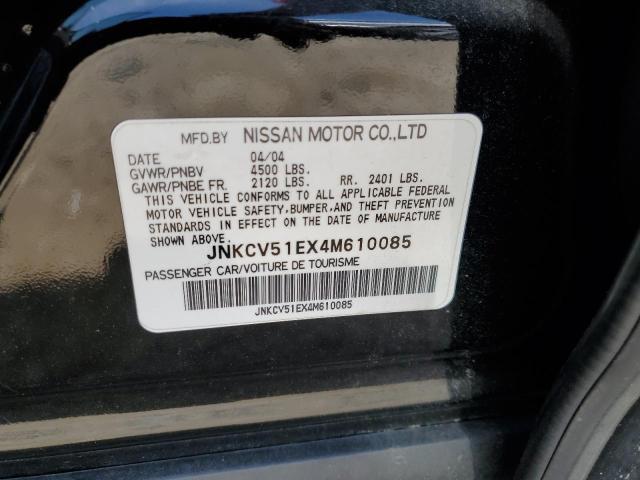 MFD.BY NISSAN MOTOR CO.,LTD
DATE 04/04
GVWR/PNBV 4500 LBS.
GAWR/PNBE FR. 2120 LBS. RR. 2401 LBS.
THIS VEHICLE CONFORMS TO ALL APPLICABLE FEDERAL
MOTOR VEHICLE SAFETY, BUMPER, AND THEFT PREVENTION
STANDARDS IN EFFECT ON THE DATE OF MANUFACTURE
SHOWN ABOVE.
JNKCV51EX4M610085
PASSENGER CAR/VOITURE DE TOURISME
JNKCV51EX4M610085